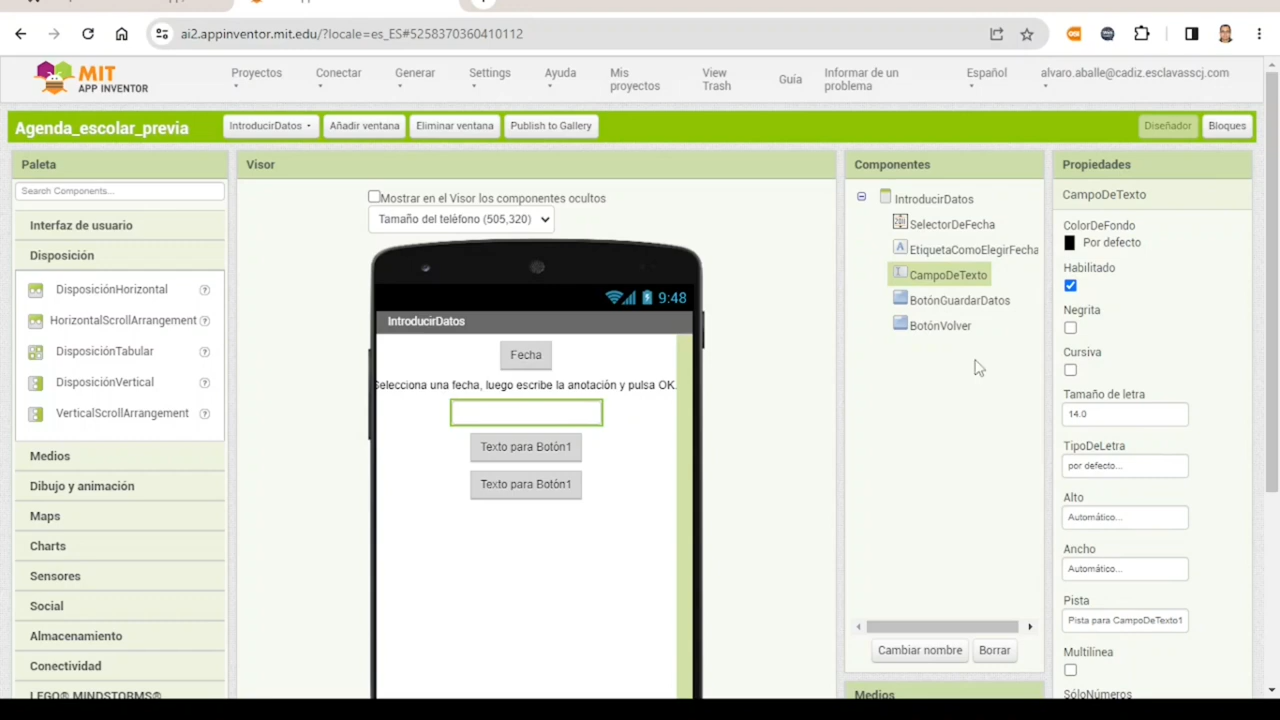 ai2.appinventor.mit.edu/?locale=es_ES#5258370360410112
MIT
APP INVENTOR
Proyectos
Conectar
Generar
Settings
Ayuda
Mis
proyectos
View
Trash
Guía
Informar de un
problema
Español
alvaro.aballe@cadiz.esclavasscj.com
Agenda_escolar_previa
IntroducirDatos
Añadir ventana
Eliminar ventana
Publish to Gallery
Diseñador
Bloques
Paleta
Search Components...
Interfaz de usuario
Disposición
DisposiciónHorizontal
HorizontalScrollArrangement
DisposiciónTabular
DisposiciónVertical
VerticalScrollArrangement
Medios
Dibujo y animación
Maps
Charts
Sensores
Social
Almacenamiento
Conectividad
LEGO® MINDSTORMS®
Visor
Mostrar en el Visor los componentes ocultos
Tamaño del teléfono (505,320)
9:48
IntroducirDatos
Fecha
Selecciona una fecha, luego escribe la anotación y pulsa OK.
Texto para Botón1
Texto para Botón1
Componentes
IntroducirDatos
SelectorDeFecha
EtiquetaComoElegirFecha
CampoDeTexto
BotónGuardarDatos
BotónVolver
Cambiar nombre
Borrar
Medios
Propiedades
CampoDeTexto
ColorDeFondo
Por defecto
Habilitado
Negrita
Cursiva
Tamaño de letra
14.0
TipoDeLetra
por defecto...
Alto
Automático...
Ancho
Automático...
Pista
Pista para CampoDeTexto1
Multilínea
SóloNúmeros